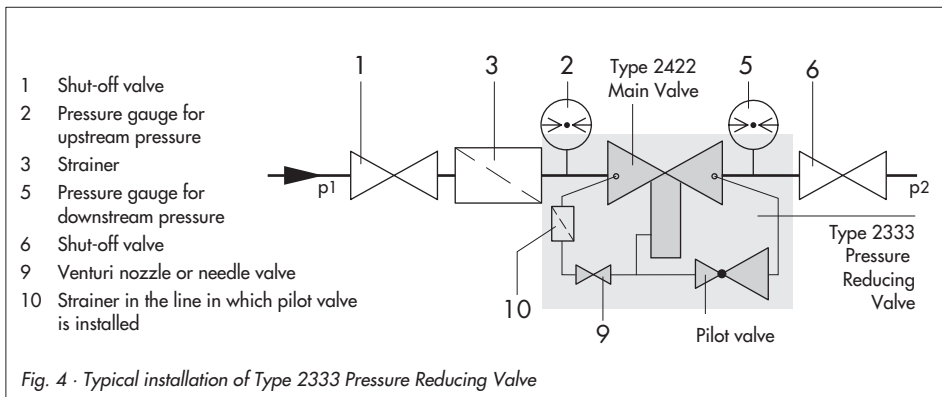 1 Shut-off valve
2 Pressure gauge for
upstream pressure
3 Strainer
5 Pressure gauge for
downstream pressure
6 Shut-off valve
9 Venturi nozzle or needle valve
10 Strainer in the line in which pilot valve
is installed
1
3
2
Type 2422
Main Valve
5
6
p1
p2
Type 2333
Pressure
Reducing
Valve
10
9
Pilot valve
Fig. 4 · Typical installation of Type 2333 Pressure Reducing Valve